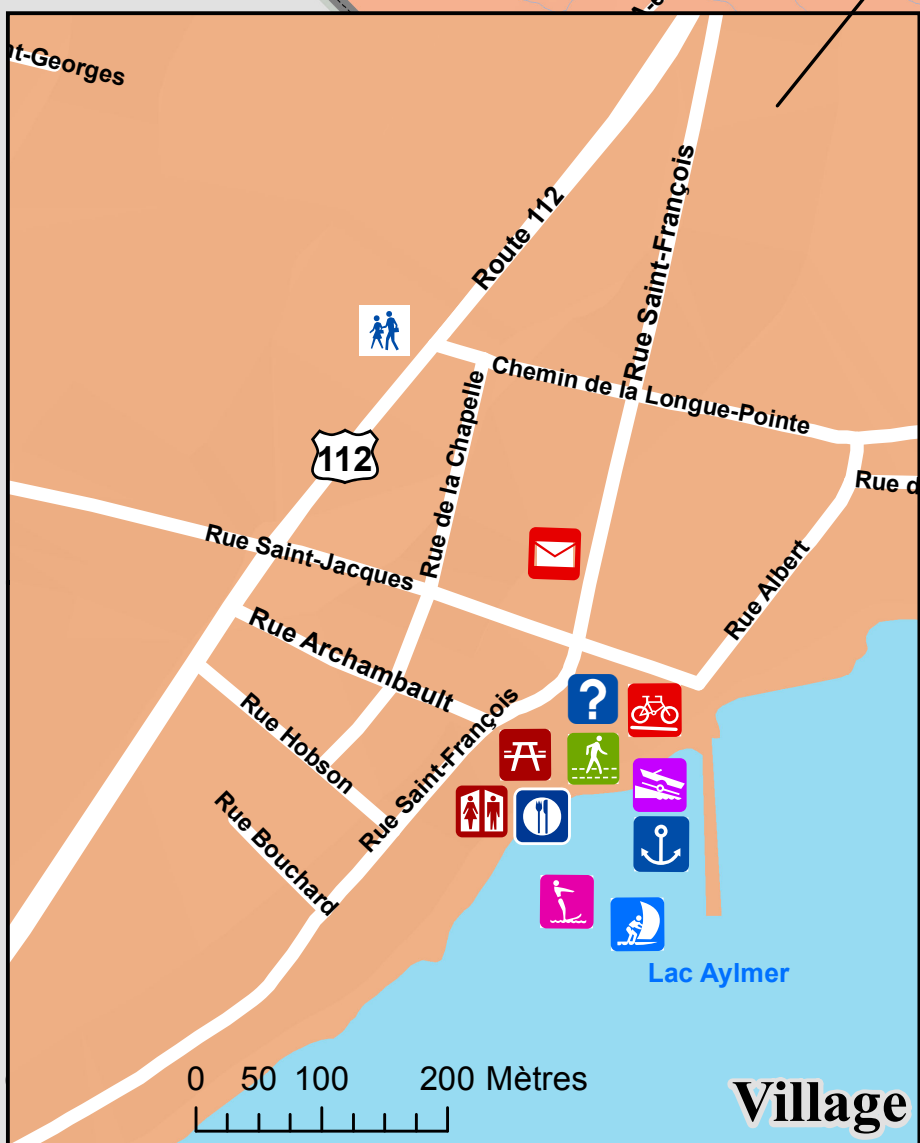 nt-Georges
Route 112
Rue Saint-François
Chemin de la Longue-Pointe
Rue de la Chapelle
112
Rue d
Rue Saint-Jacques
Rue Albert
Rue Archambault
Rue Saint-François
Rue Hobson
?
Rue Bouchard
Lac Aylmer
0 50 100 200 Mètres
Village